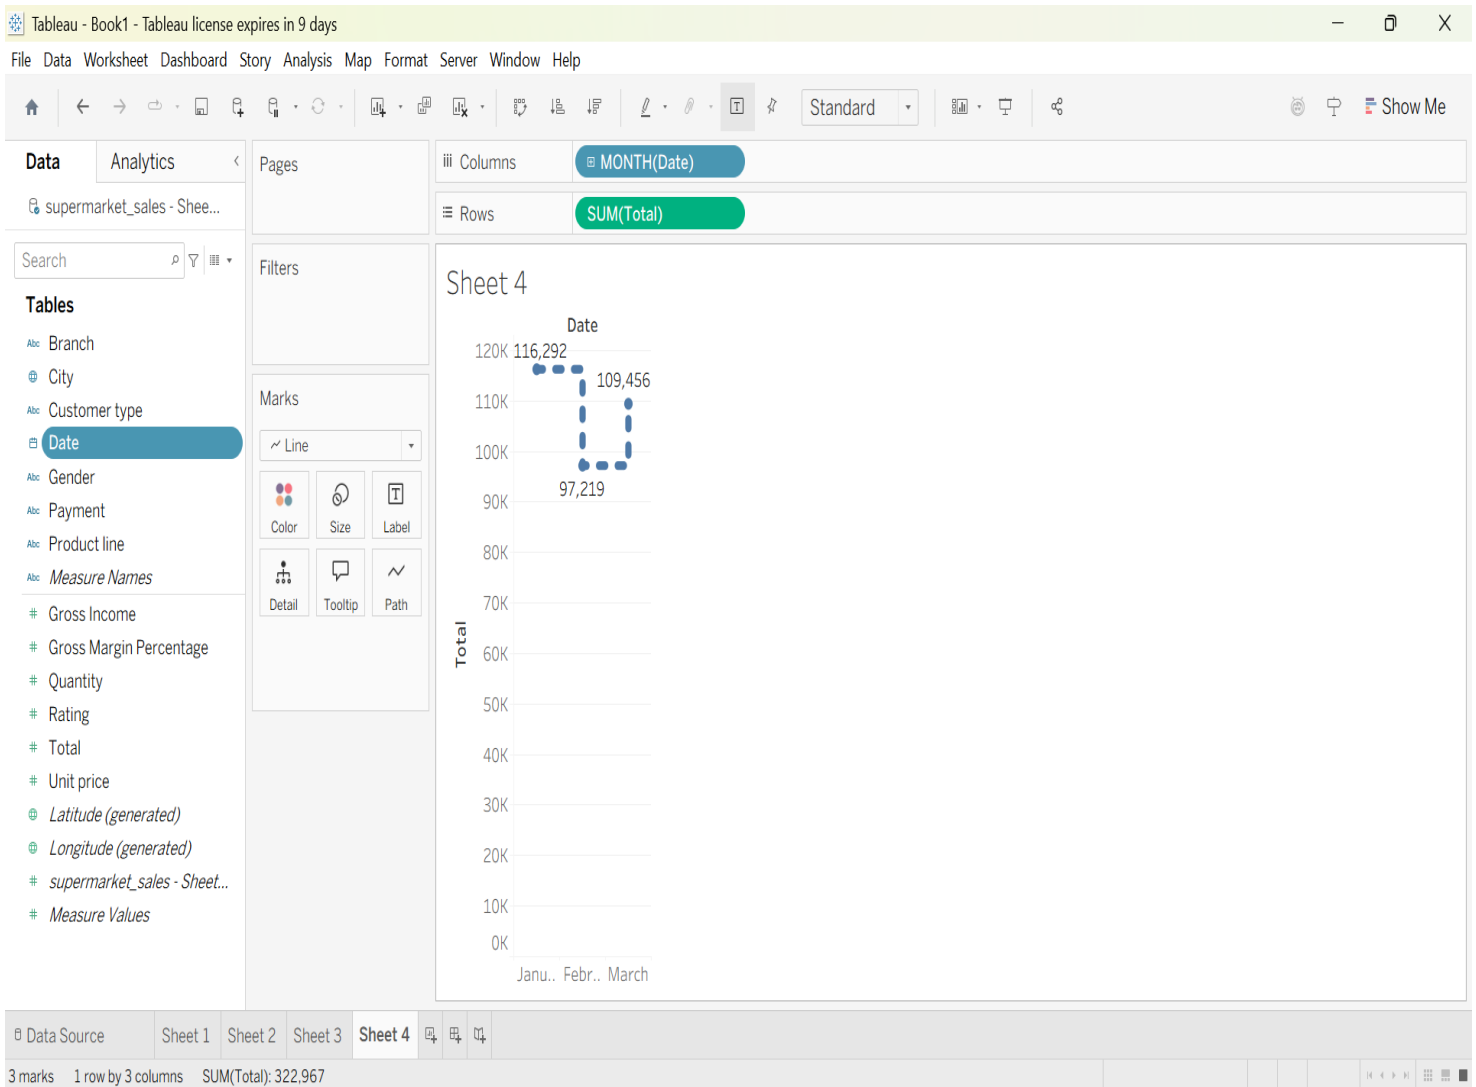 Tableau - Book1 - Tableau license expires in 9 days
File Data Worksheet Dashboard Story Analysis Map Format Server Window Help
Standard
Show Me
Data Analytics
supermarket_sales - Shee...
Search
Tables
Abc Branch
City
Abc Customer type
Date
Abc Gender
Abc Payment
Abc Product line
Abc Measure Names
# Gross Income
# Gross Margin Percentage
# Quantity
# Rating
# Total
# Unit price
Latitude (generated)
Longitude (generated)
# supermarket_sales - Sheet...
# Measure Values
Pages
Filters
Marks
Line
Color Size Label
Detail Tooltip Path
Columns MONTH(Date)
Rows SUM(Total)
Sheet 4
Date
120K 116,292
109,456
110K
100K
97,219
90K
80K
70K
Total
60K
50K
40K
30K
20K
10K
0K
Janu.. Febr.. March
Data Source Sheet 1 Sheet 2 Sheet 3 Sheet 4
3 marks 1 row by 3 columns SUM(Total): 322,967